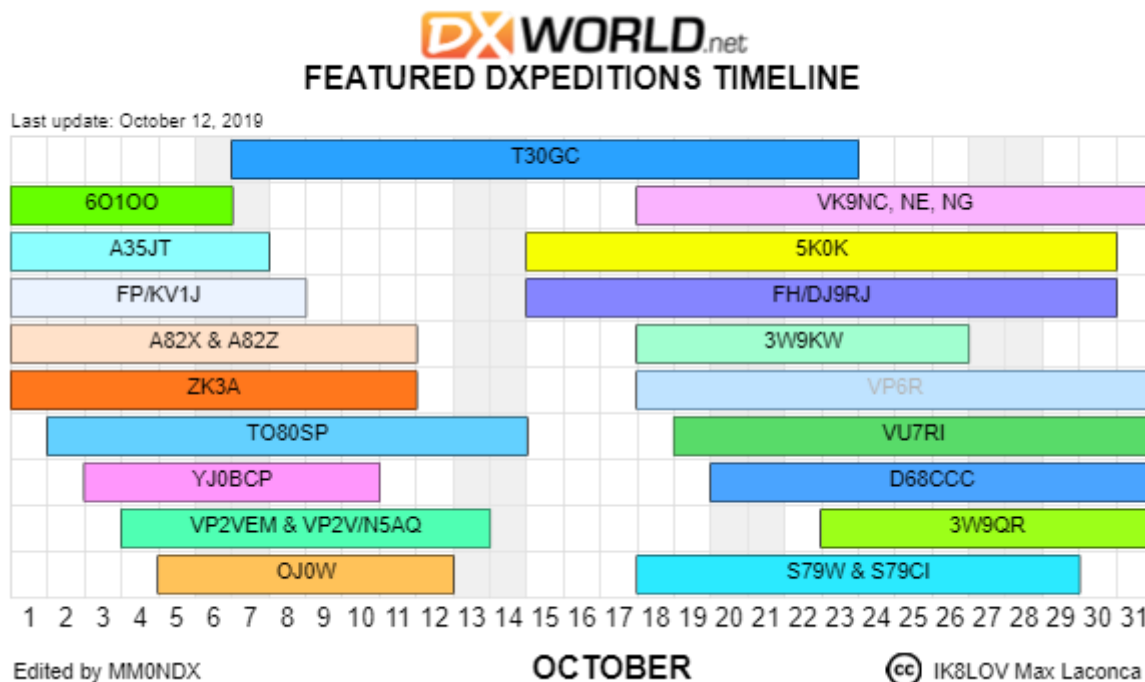 DX WORLD.net
FEATURED DXPEDITIONS TIMELINE
Last update: October 12, 2019
T30GC
6O1OO VK9NC, NE, NG
A35JT 5K0K
FP/KV1J FH/DJ9RJ
A82X & A82Z 3W9KW
ZK3A VP6R
TO80SP VU7RI
YJ0BCP D68CCC
VP2VEM & VP2V/N5AQ 3W9QR
OJ0W S79W & S79CI
1 2 3 4 5 6 7 8 9 10 11 12 13 14 15 16 17 18 19 20 21 22 23 24 25 26 27 28 29 30 31
Edited by MM0NDX OCTOBER cc IK8LOV Max Laconca